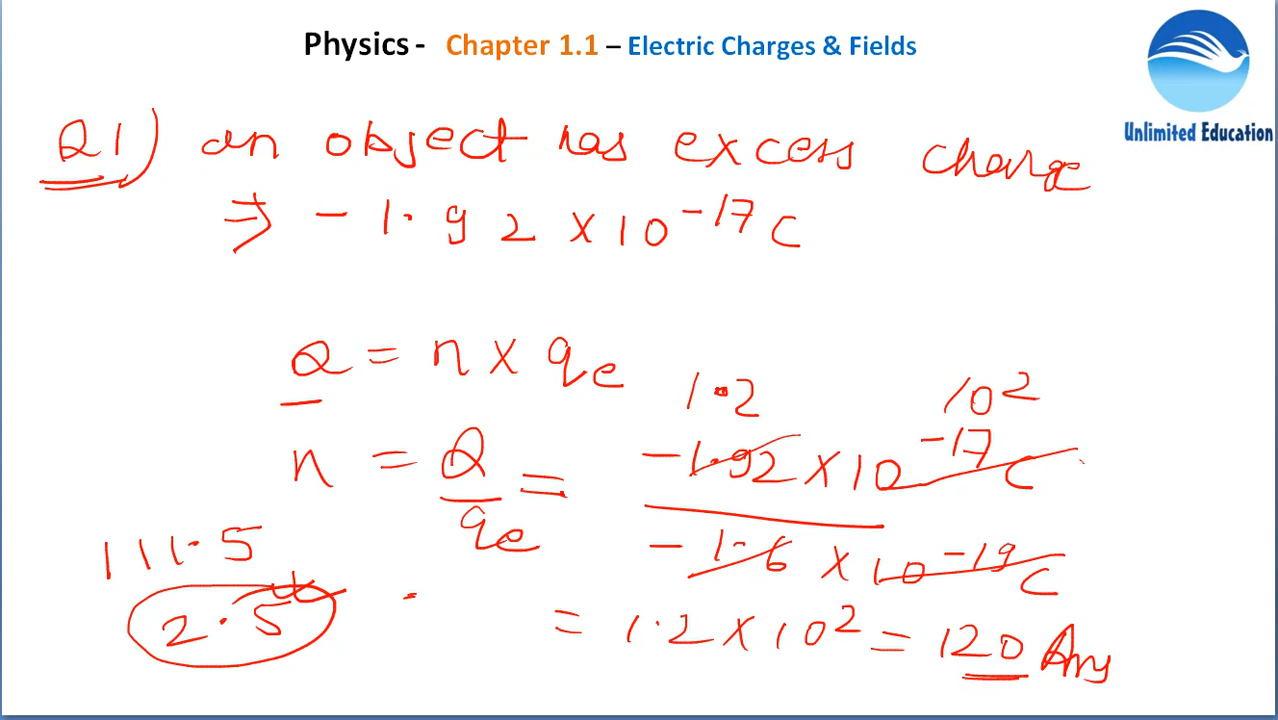 Physics - Chapter 1.1 – Electric Charges & Fields
Unlimited Education
Q1) an object has excess charge
⇒ - 1.92 × 10⁻¹⁷ C
Q = n × qₑ
1.2 10²
n = Q/qₑ = - 1.92 × 10⁻¹⁷ C / - 1.6 × 10⁻¹⁹ C
111.5
2.5
= 1.2 × 10² = 120 Ans